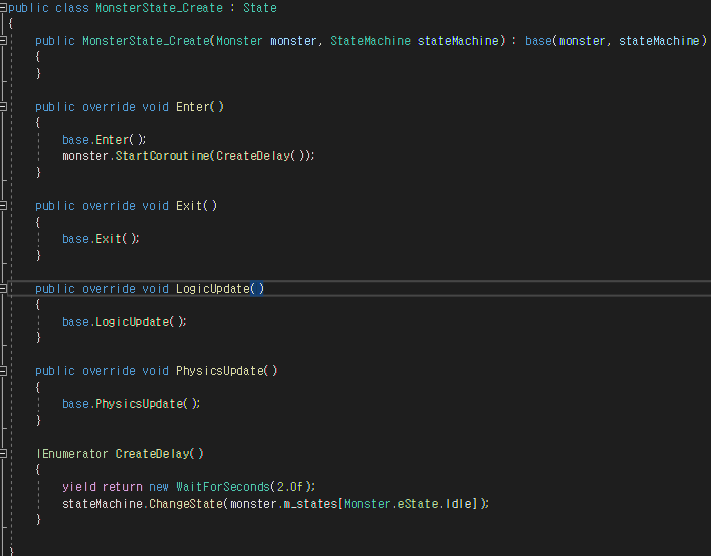 public class MonsterState_Create : State
{
public MonsterState_Create(Monster monster, StateMachine stateMachine) : base(monster, stateMachine)
{
}
public override void Enter()
{
base.Enter();
monster.StartCoroutine(CreateDelay());
}
public override void Exit()
{
base.Exit();
}
public override void LogicUpdate()
{
base.LogicUpdate();
}
public override void PhysicsUpdate()
{
base.PhysicsUpdate();
}
IEnumerator CreateDelay()
{
yield return new WaitForSeconds(2.0f);
stateMachine.ChangeState(monster.m_states[Monster.eState.Idle]);
}
}